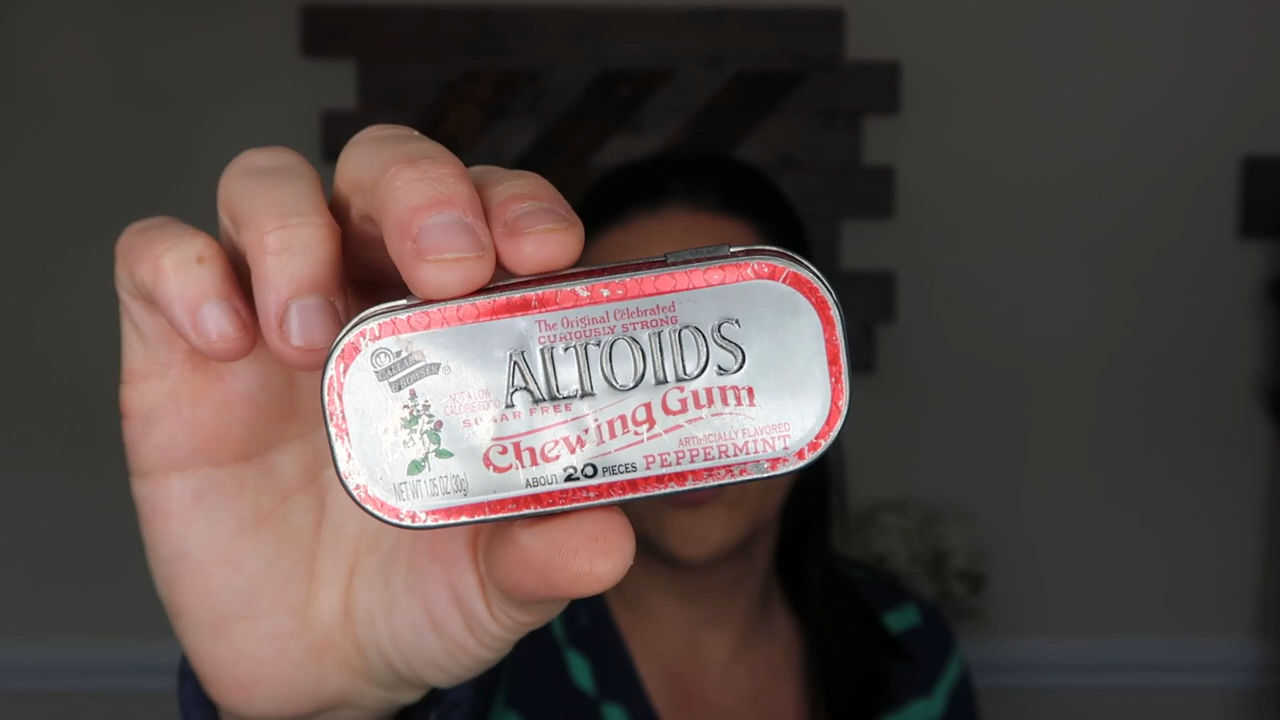 The Original Celebrated
CURIOUSLY STRONG
ALTOIDS
CALLARD
& BOWSER ®
NOT A LOW
CALORIE FOOD
SUGAR FREE
Chewing Gum
ARTIFICIALLY FLAVORED
PEPPERMINT
ABOUT 20 PIECES
NET WT 1.05 OZ (30g)